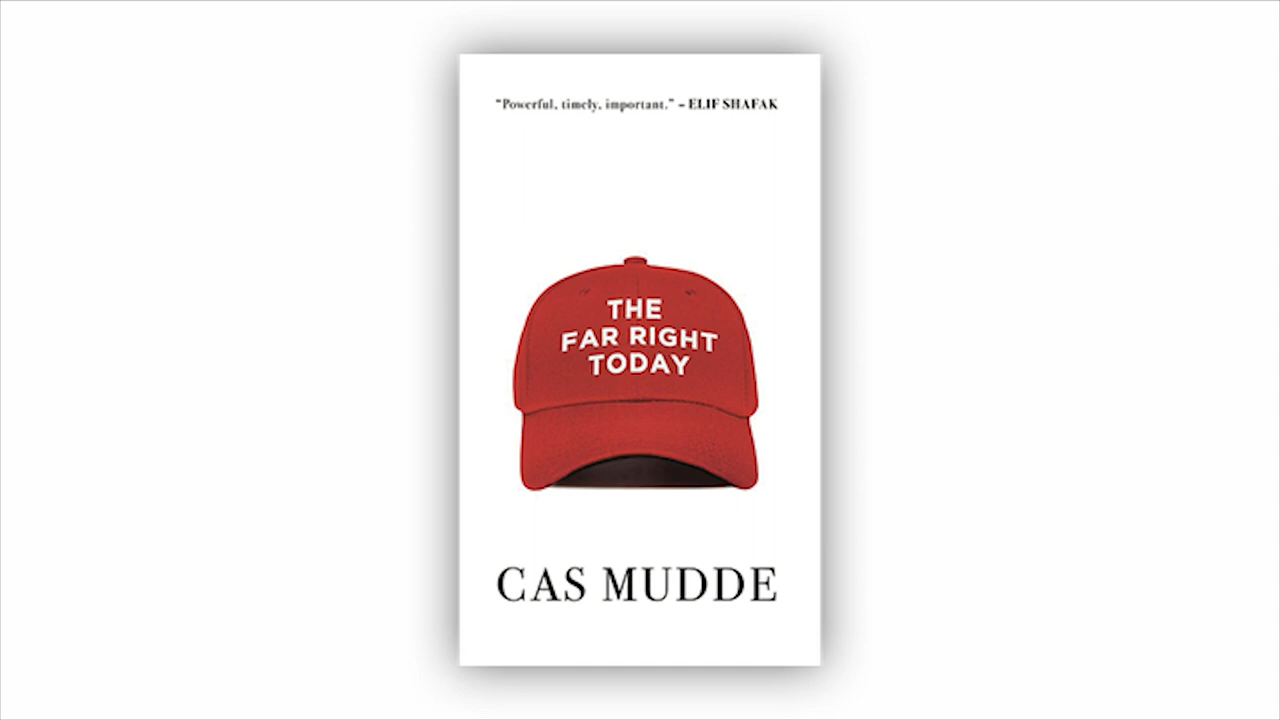 “Powerful, timely, important.” – ELIF SHAFAK
THE
FAR RIGHT
TODAY
CAS MUDDE